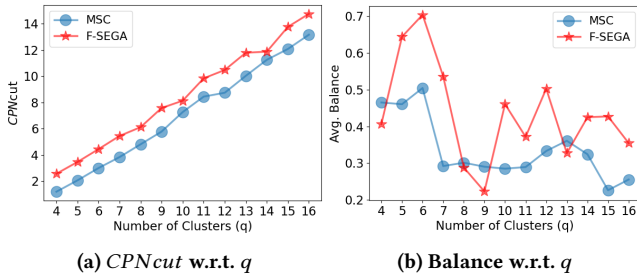 MSC
F-SEGA
14
12
10
8
6
4
2
CPNcut
4 5 6 7 8 9 10 11 12 13 14 15 16
Number of Clusters (q)
(a) CPNcut w.r.t. q
MSC
F-SEGA
0.7
0.6
0.5
0.4
0.3
0.2
Avg. Balance
4 5 6 7 8 9 10 11 12 13 14 15 16
Number of Clusters (q)
(b) Balance w.r.t. q